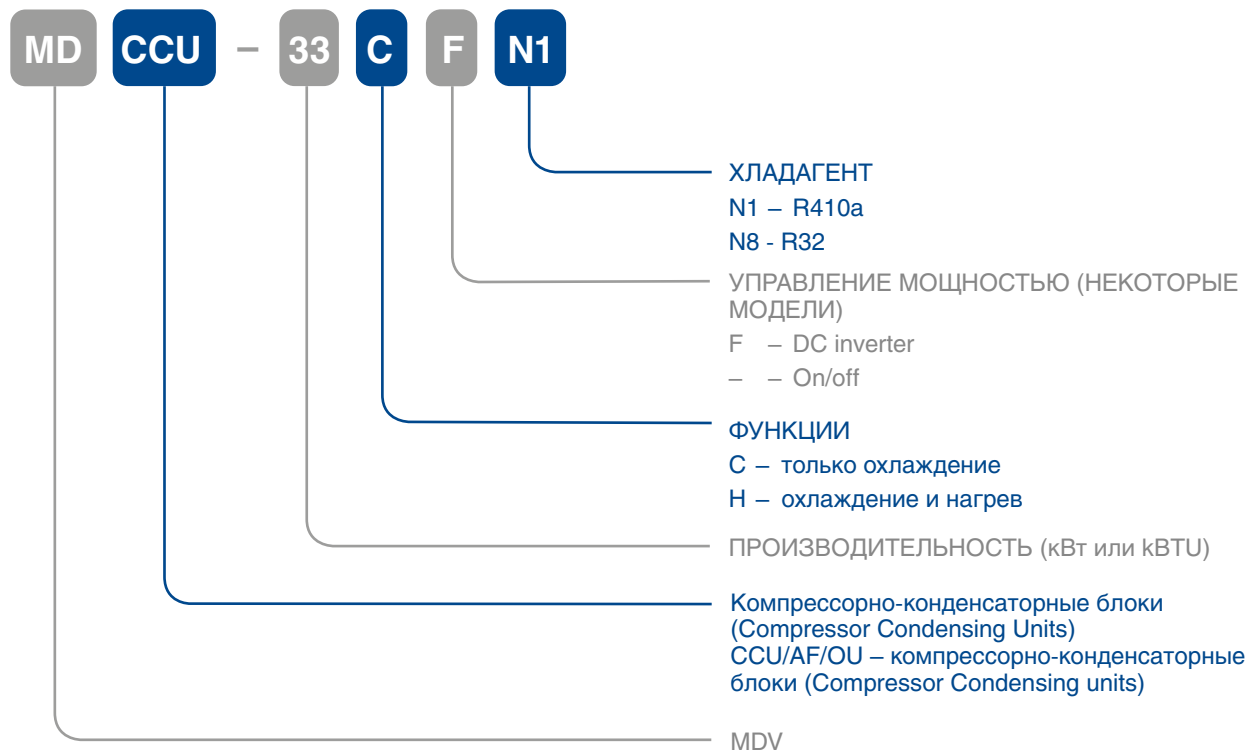 MD CCU – 33 C F N1
ХЛАДАГЕНТ
N1 – R410a
N8 - R32
УПРАВЛЕНИЕ МОЩНОСТЬЮ (НЕКОТОРЫЕ
МОДЕЛИ)
F – DC inverter
– – On/off
ФУНКЦИИ
C – только охлаждение
H – охлаждение и нагрев
ПРОИЗВОДИТЕЛЬНОСТЬ (кВт или kBTU)
Компрессорно-конденсаторные блоки
(Compressor Condensing Units)
CCU/AF/OU – компрессорно-конденсаторные
блоки (Compressor Condensing units)
MDV